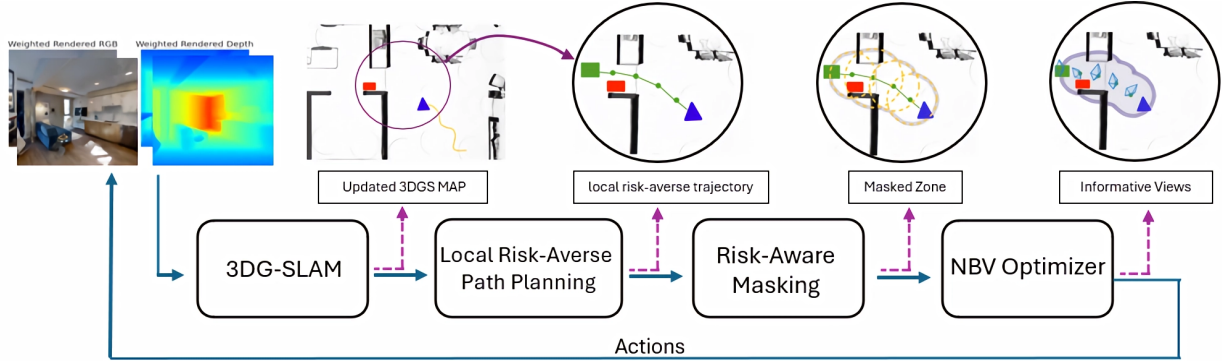 Weighted Rendered RGB
Weighted Rendered Depth
Updated 3DGS MAP
local risk-averse trajectory
Masked Zone
Informative Views
3DG-SLAM
Local Risk-Averse
Path Planning
Risk-Aware
Masking
NBV Optimizer
Actions